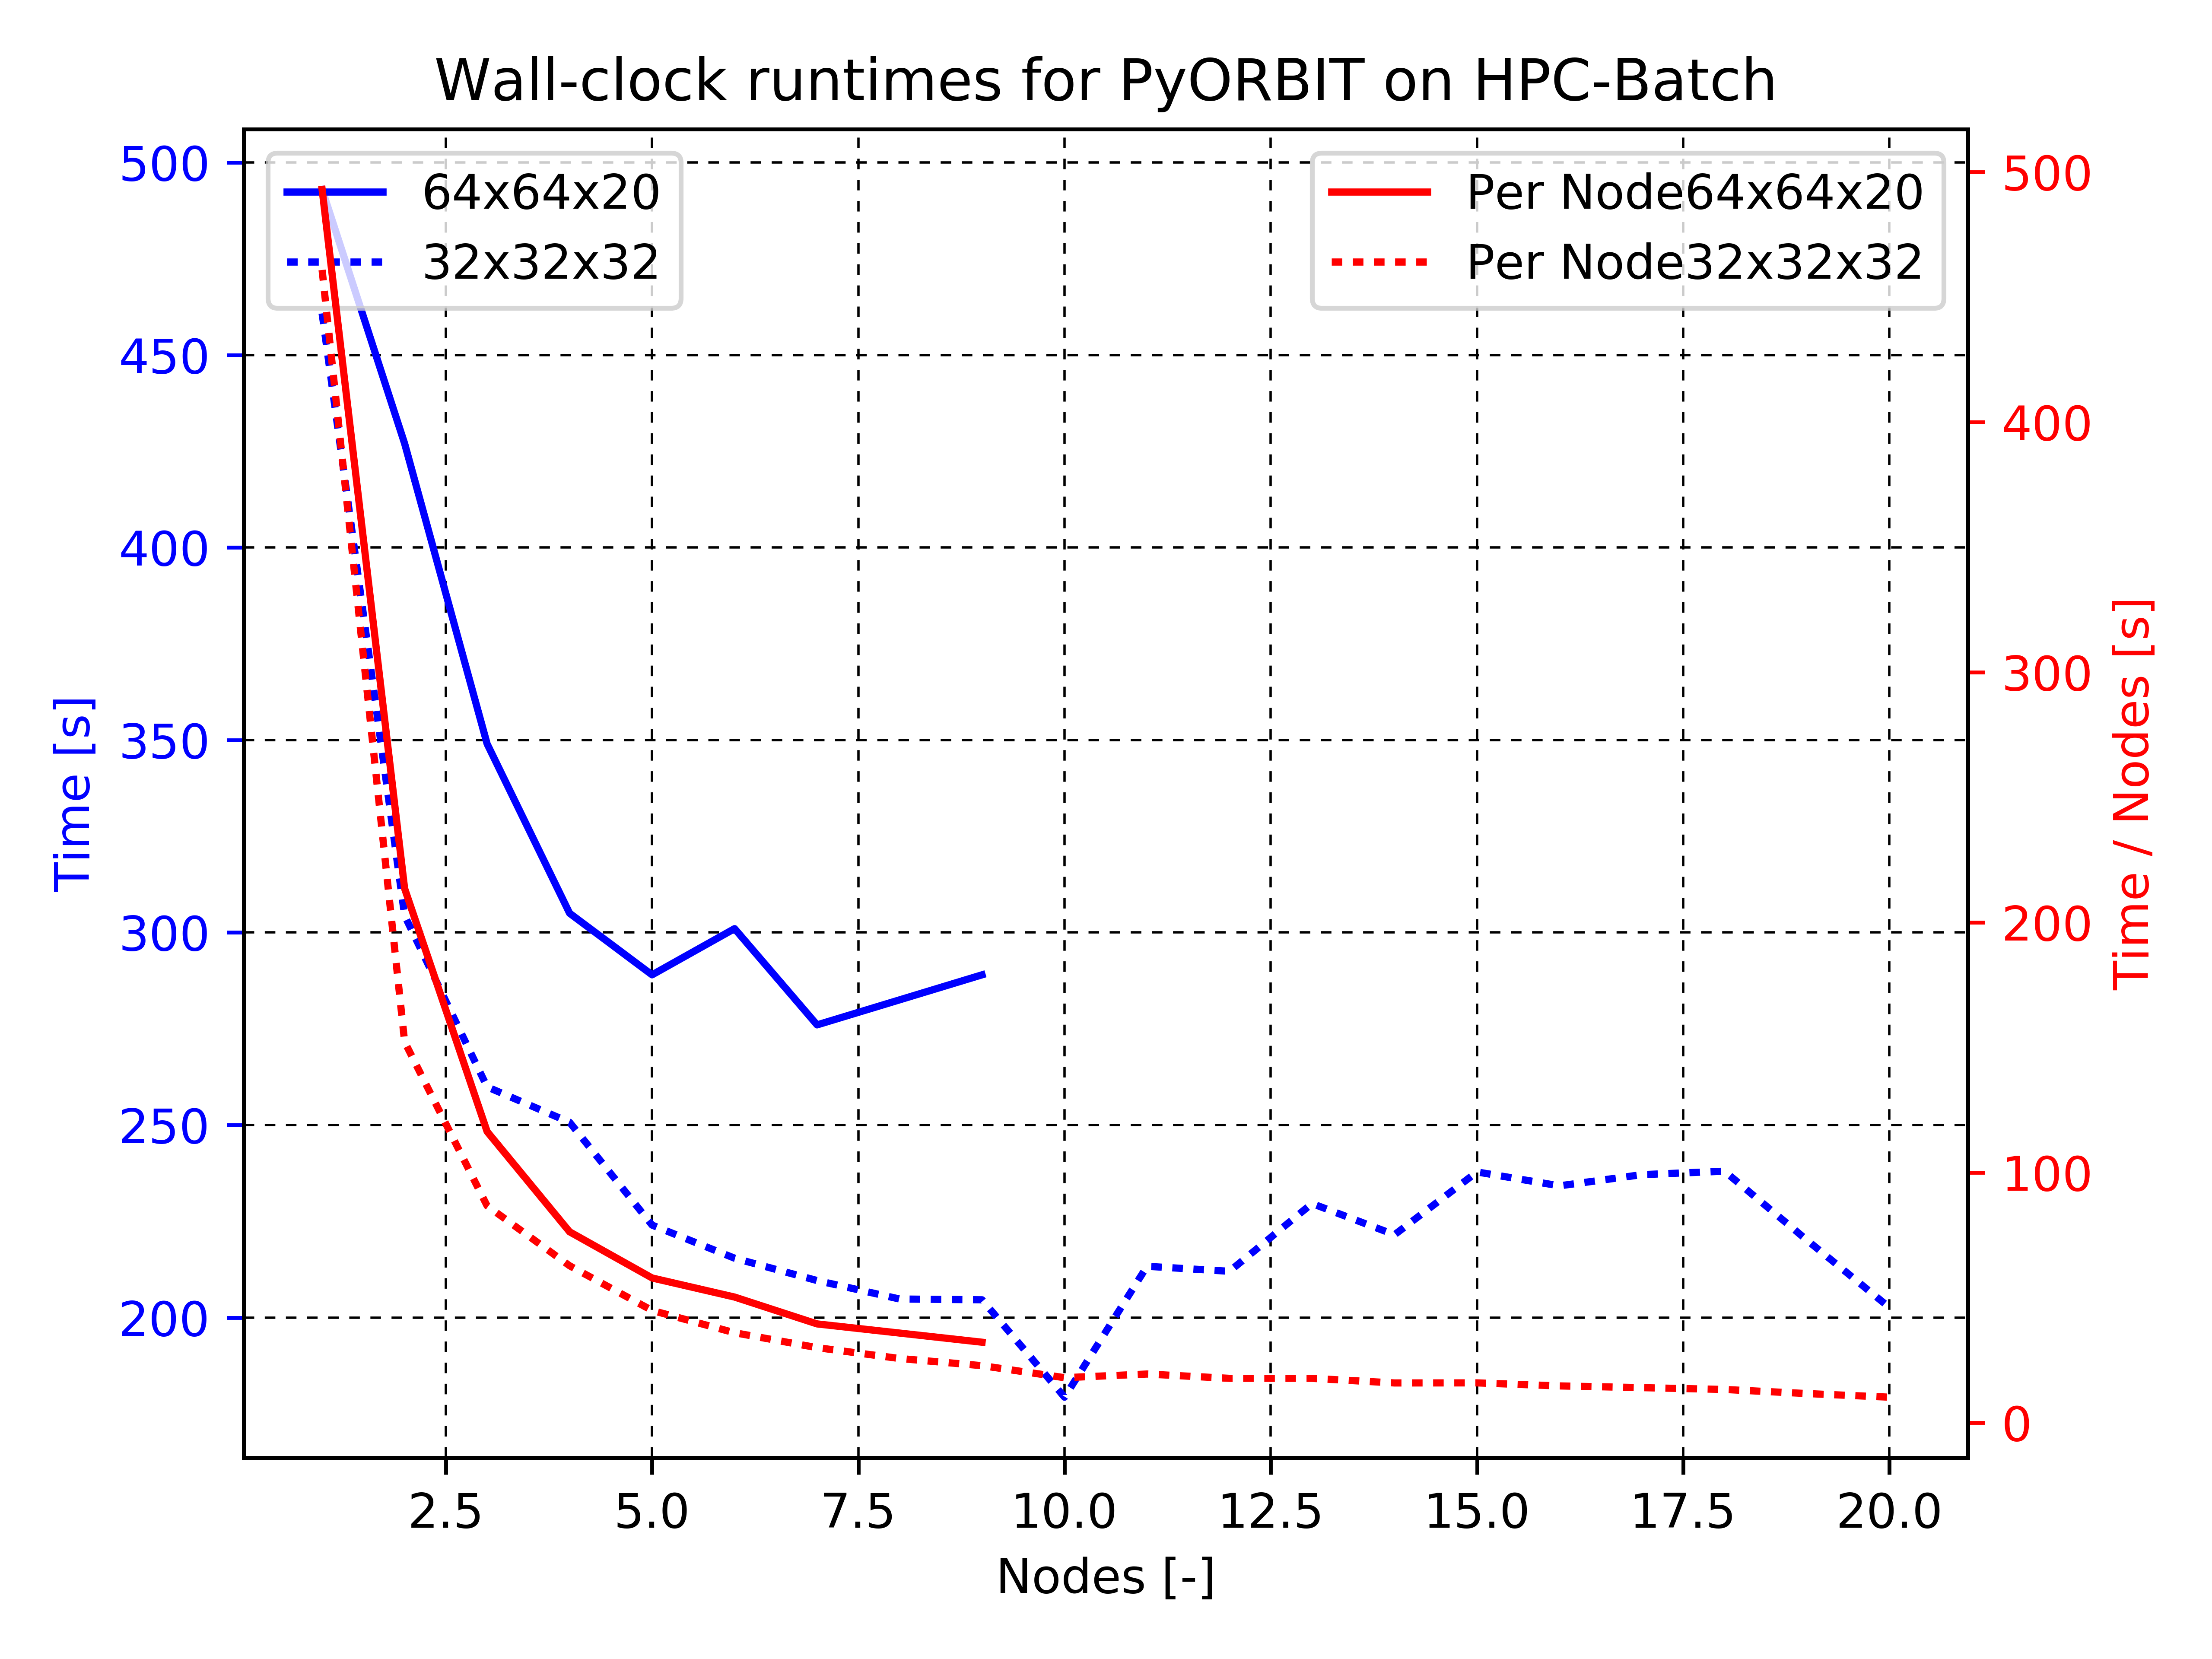 Wall-clock runtimes for PyORBIT on HPC-Batch
64x64x20
32x32x32
Per Node64x64x20
Per Node32x32x32
500
450
400
350
300
250
200
Time [s]
500
400
300
200
100
0
Time / Nodes [s]
2.5 5.0 7.5 10.0 12.5 15.0 17.5 20.0
Nodes [-]